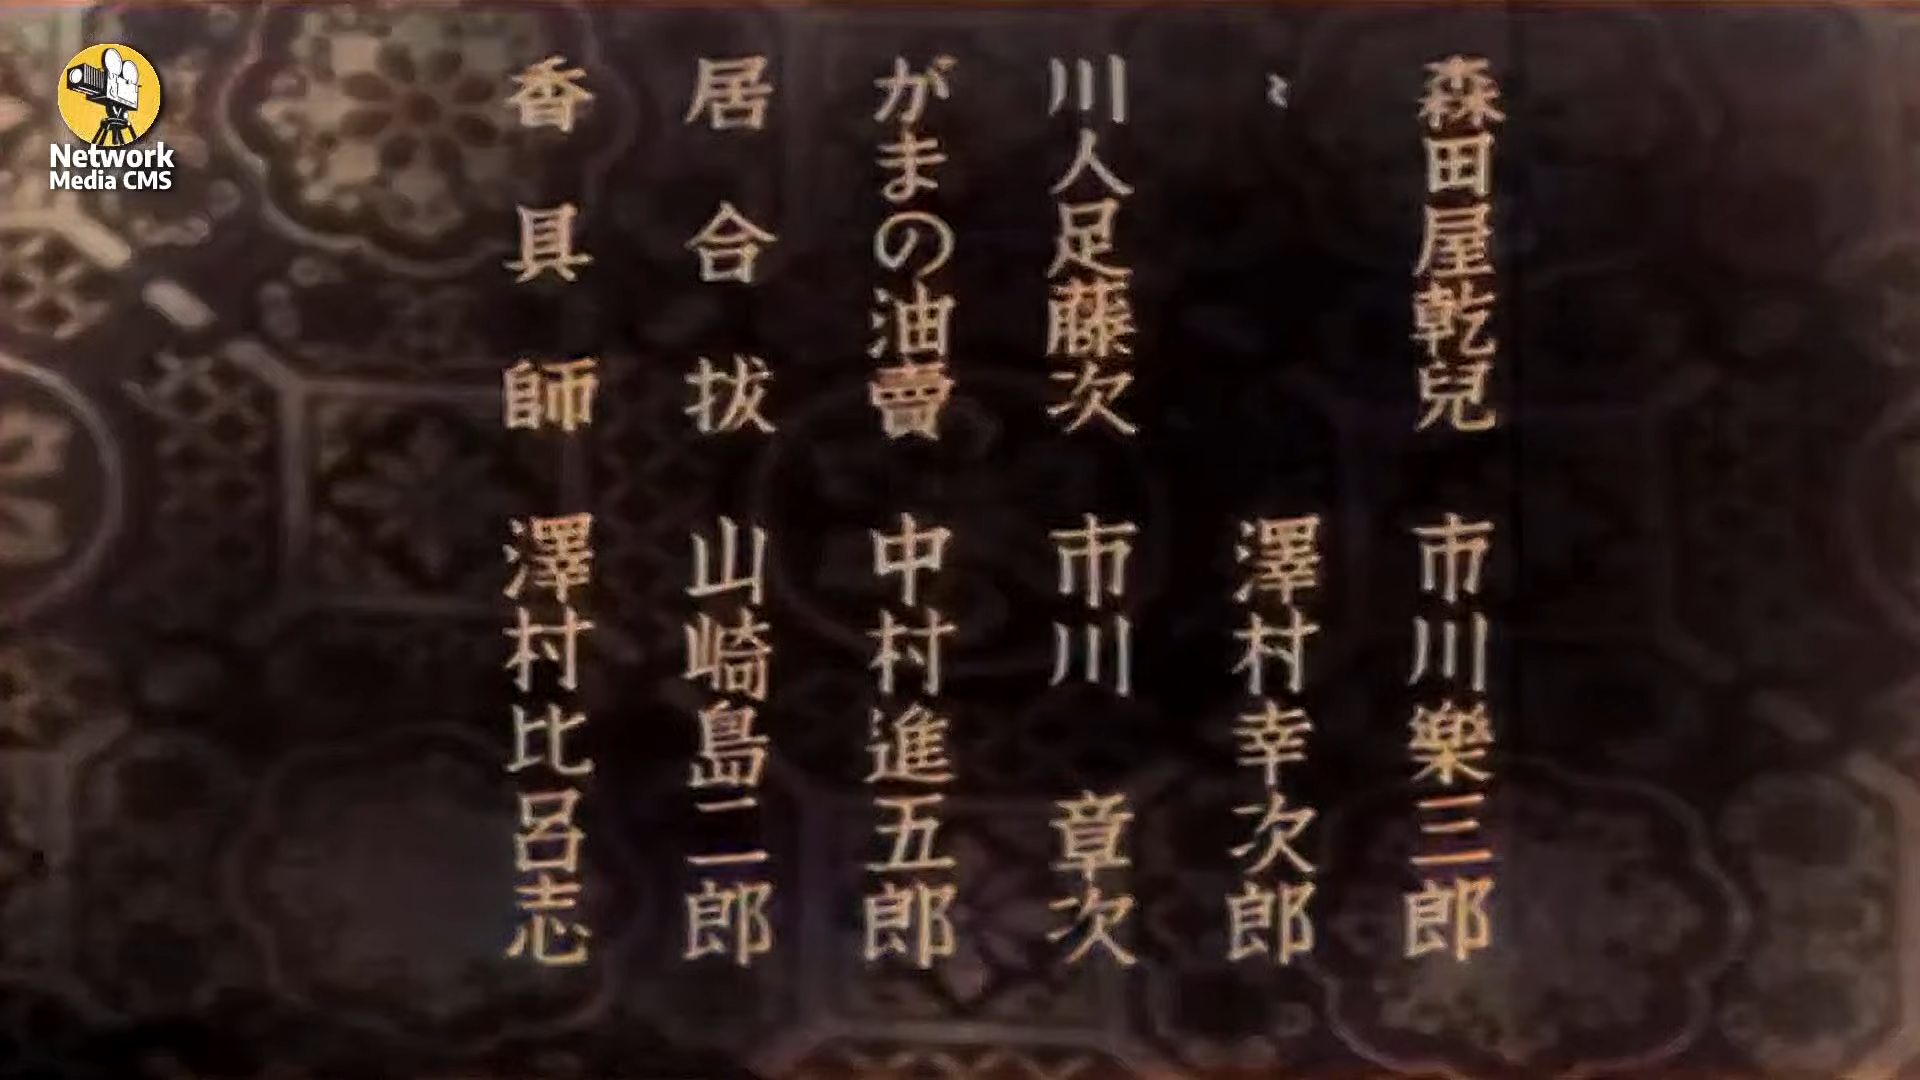 Network
Media CMS
森田屋乾兒 市川樂三郎
〻 澤村幸次郎
川人足藤次 市川章次
がまの油賣 中村進五郎
居合拔 山崎島二郎
香具師 澤村比呂志